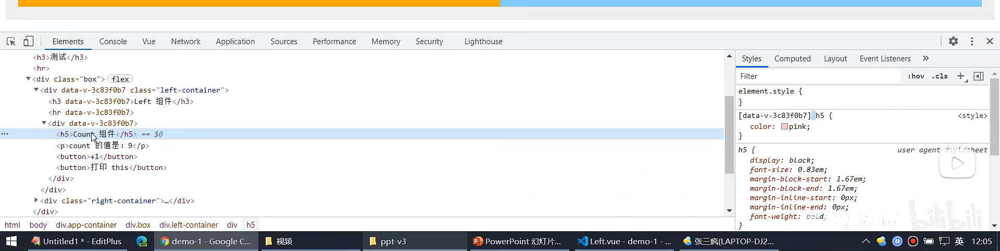 Elements Console Vue Network Application Sources Performance Memory Security Lighthouse
<h3>测试</h3>
<hr>
<div class="box"> flex
<div data-v-3c83f0b7 class="left-container">
<h3 data-v-3c83f0b7>Left 组件</h3>
<hr data-v-3c83f0b7>
<div data-v-3c83f0b7>
<h5>Count 组件</h5> == $0
<p>count 的值是：9</p>
<button>+1</button>
<button>打印 this</button>
</div>
</div>
<div class="right-container">…</div>
</div>
html body div.app-container div.box div.left-container div h5
Styles Computed Layout Event Listeners
Filter :hov .cls
element.style {
}
[data-v-3c83f0b7] h5 { <style>
color: pink;
}
h5 { user agent stylesheet
display: block;
font-size: 0.83em;
margin-block-start: 1.67em;
margin-block-end: 1.67em;
margin-inline-start: 0px;
margin-inline-end: 0px;
font-weight: bold;
}
bilibili
Untitled1 * - EditPlus demo-1 - Google C... 视频 ppt-v3 PowerPoint 幻灯片... Left.vue - demo-1 - ... 张三疯(LAPTOP-DJ2... 英 12:05